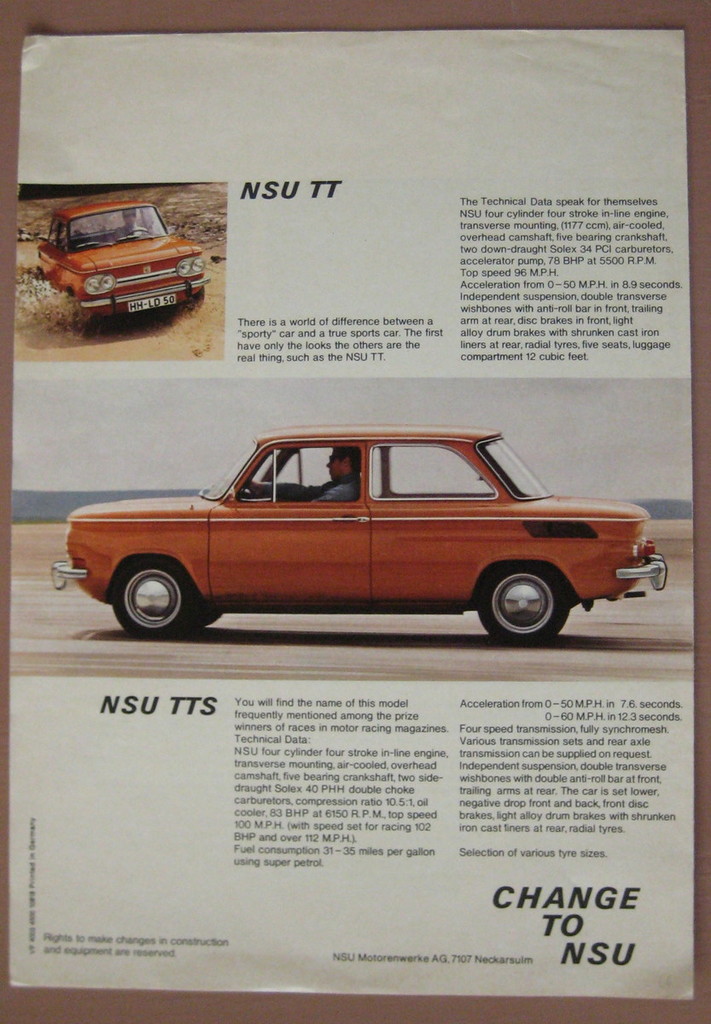 NSU TT
HH-LD 50
There is a world of difference between a
"sporty" car and a true sports car. The first
have only the looks the others are the
real thing, such as the NSU TT.
The Technical Data speak for themselves
NSU four cylinder four stroke in-line engine,
transverse mounting, (1177 ccm), air-cooled,
overhead camshaft, five bearing crankshaft,
two down-draught Solex 34 PCI carburetors,
accelerator pump, 78 BHP at 5500 R.P.M.
Top speed 96 M.P.H.
Acceleration from 0–50 M.P.H. in 8.9 seconds.
Independent suspension, double transverse
wishbones with anti-roll bar in front, trailing
arm at rear, disc brakes in front, light
alloy drum brakes with shrunken cast iron
liners at rear, radial tyres, five seats, luggage
compartment 12 cubic feet.
NSU TTS
You will find the name of this model
frequently mentioned among the prize
winners of races in motor racing magazines.
Technical Data:
NSU four cylinder four stroke in-line engine,
transverse mounting, air-cooled, overhead
camshaft, five bearing crankshaft, two side-
draught Solex 40 PHH double choke
carburetors, compression ratio 10.5:1, oil
cooler, 83 BHP at 6150 R.P.M., top speed
100 M.P.H. (with speed set for racing 102
BHP and over 112 M.P.H.).
Fuel consumption 31–35 miles per gallon
using super petrol.
Acceleration from 0–50 M.P.H. in 7.6. seconds.
0–60 M.P.H. in 12.3 seconds.
Four speed transmission, fully synchromesh.
Various transmission sets and rear axle
transmission can be supplied on request.
Independent suspension, double transverse
wishbones with double anti-roll bar at front,
trailing arms at rear. The car is set lower,
negative drop front and back, front disc
brakes, light alloy drum brakes with shrunken
iron cast liners at rear, radial tyres.
Selection of various tyre sizes.
CHANGE
TO
NSU
Printed in Germany
Rights to make changes in construction
and equipment are reserved.
NSU Motorenwerke AG, 7107 Neckarsulm